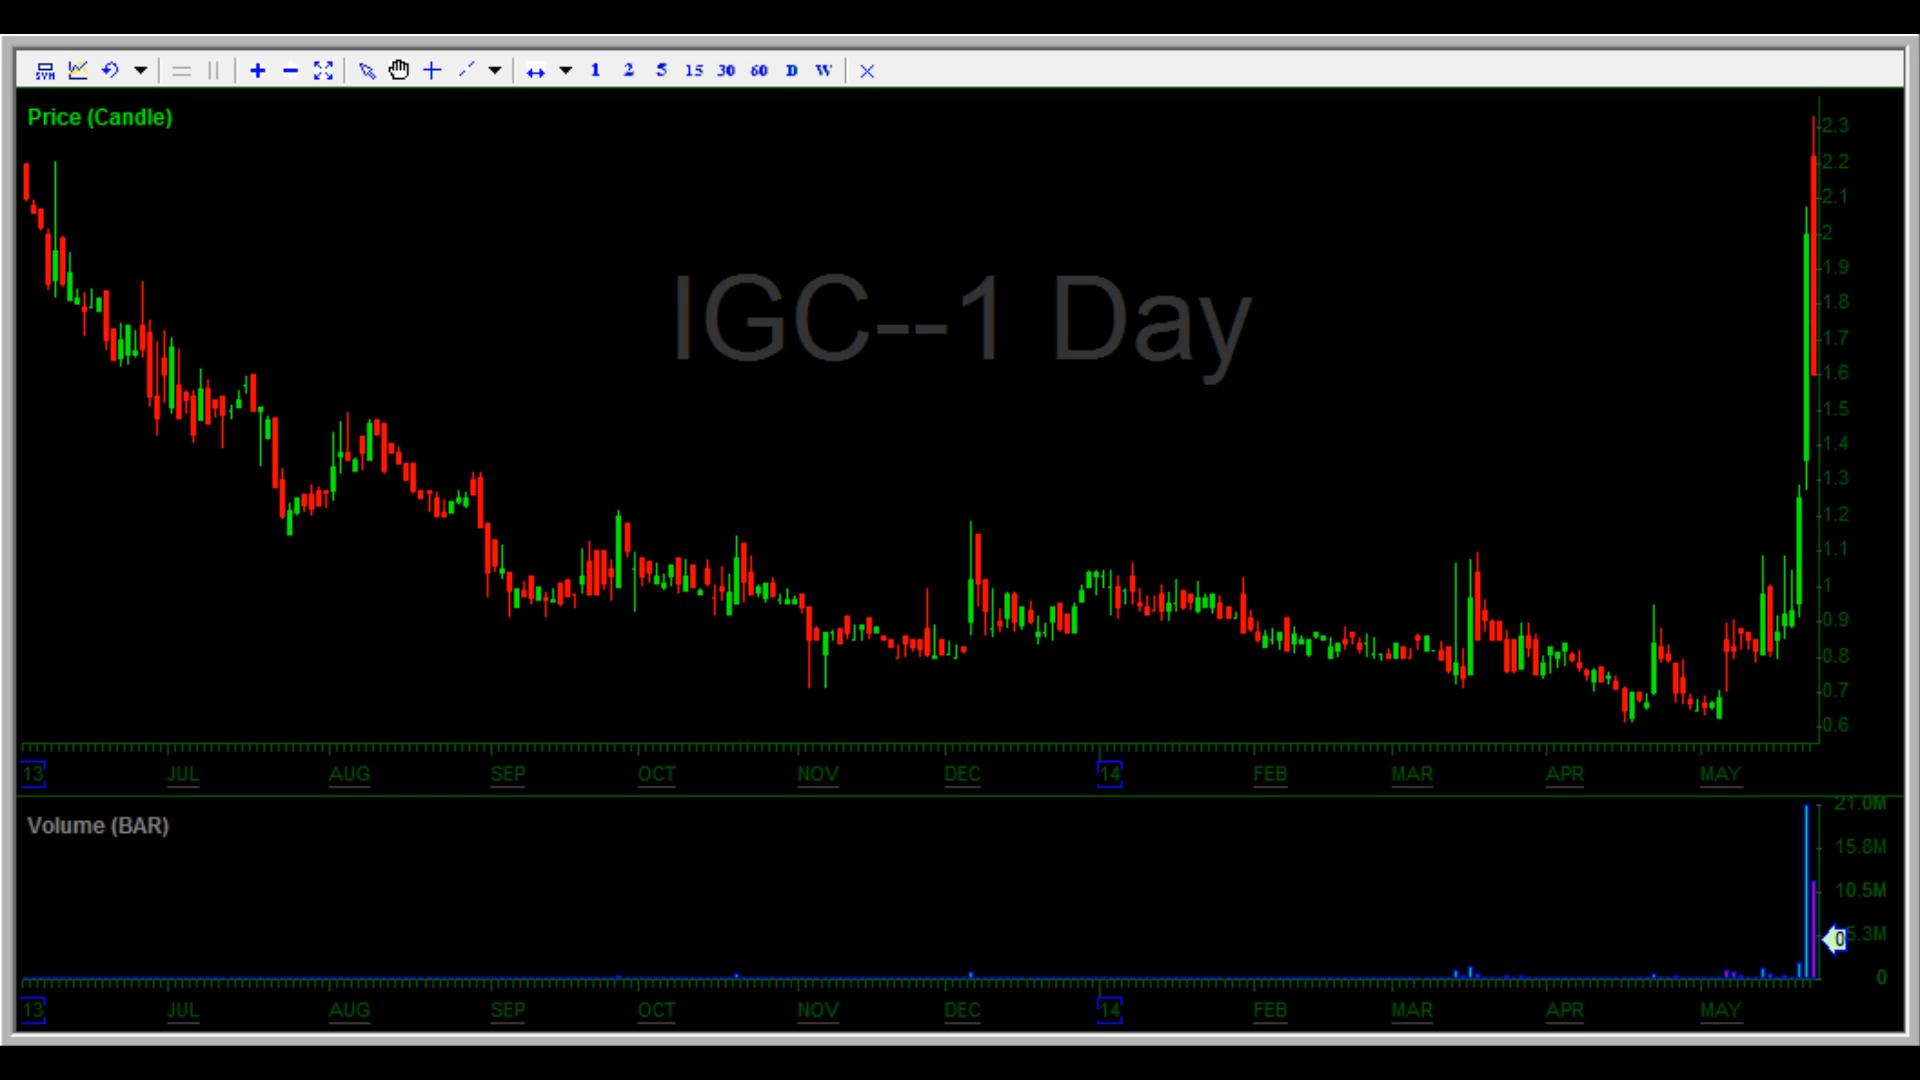 SYM 1 2 5 15 30 60 D W
Price (Candle)
IGC--1 Day
2.3
2.2
2.1
2
1.9
1.8
1.7
1.6
1.5
1.4
1.3
1.2
1.1
1
0.9
0.8
0.7
0.6
13 JUL AUG SEP OCT NOV DEC 14 FEB MAR APR MAY
Volume (BAR)
21.0M
15.8M
10.5M
0 5.3M
0
13 JUL AUG SEP OCT NOV DEC 14 FEB MAR APR MAY